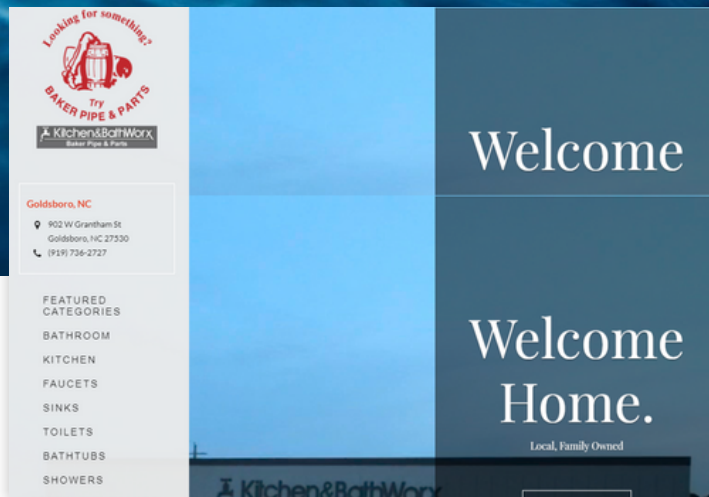 Looking for something?
Try
BAKER PIPE & PARTS
Kitchen&BathWorx
Baker Pipe & Parts
Goldsboro, NC
902 W Grantham St
Goldsboro, NC 27530
(919) 736-2727
FEATURED
CATEGORIES
BATHROOM
KITCHEN
FAUCETS
SINKS
TOILETS
BATHTUBS
SHOWERS
Welcome
Welcome
Home.
Local, Family Owned
Kitchen&BathWorx